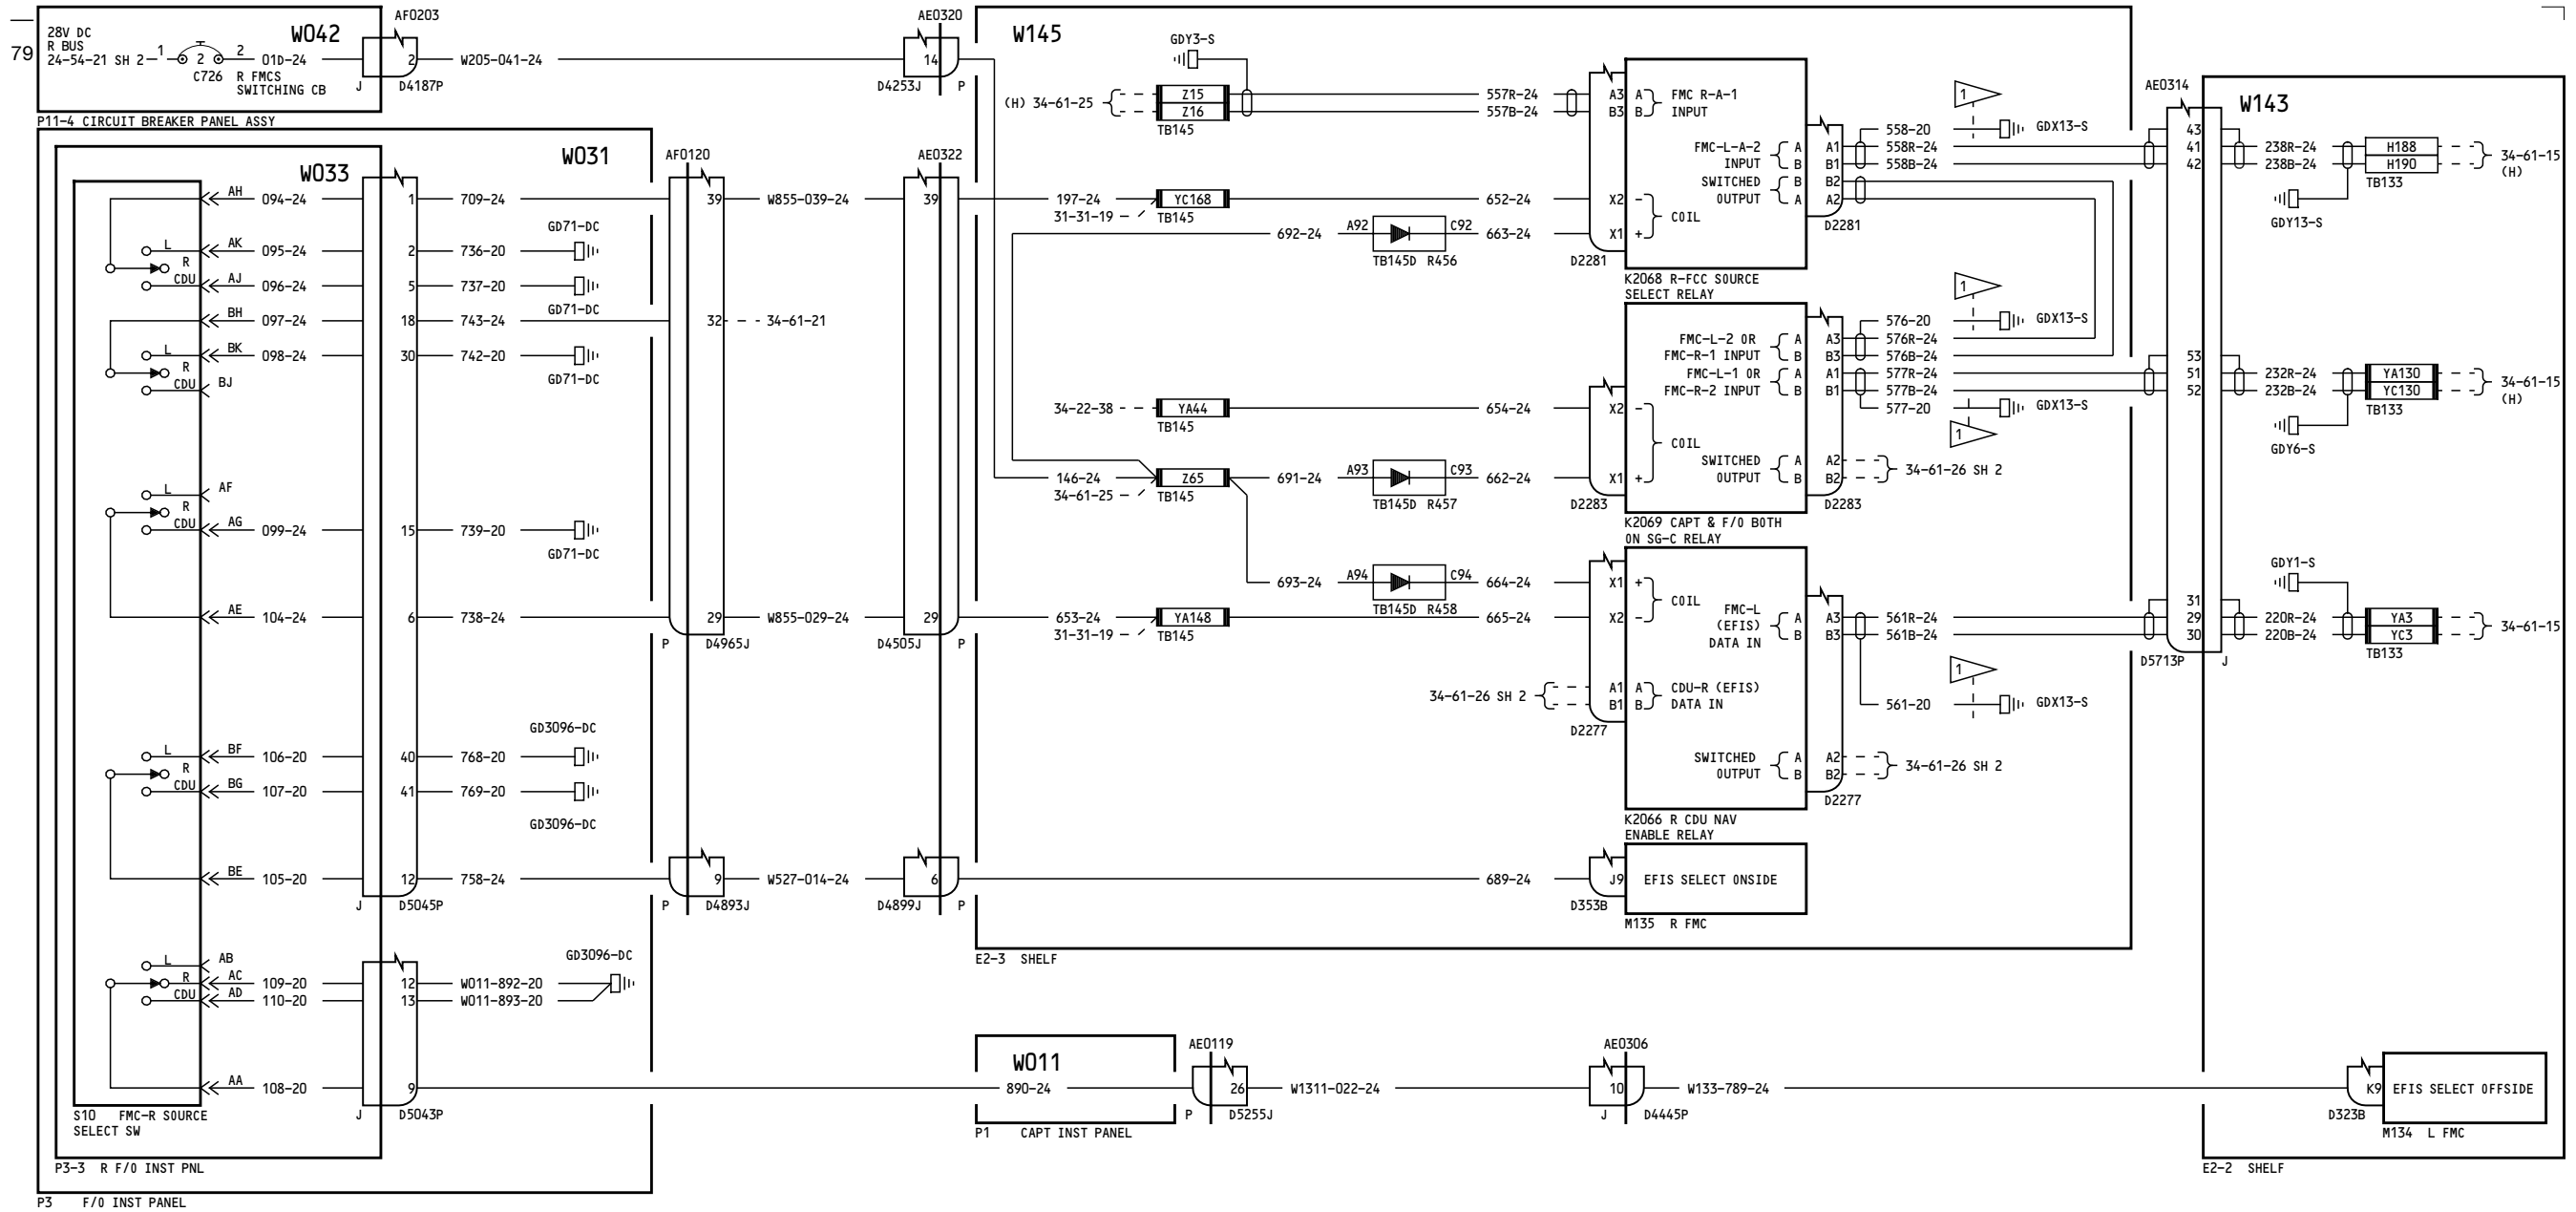 79
28V DC
R BUS
24-54-21 SH 2
1
2
2
C726
R FMCS
SWITCHING CB
01D-24
W042
J
AF0203
2
D4187P
W205-041-24
AE0320
14
D4253J
P
P11-4 CIRCUIT BREAKER PANEL ASSY
W031
W033
AH 094-24 1 709-24
L AK 095-24 2 736-20 GD71-DC
R
CDU AJ 096-24 5 737-20
GD71-DC
BH 097-24 18 743-24
L BK 098-24 30 742-20
GD71-DC
R
CDU BJ
L AF
R
CDU AG 099-24 15 739-20
GD71-DC
AE 104-24 6 738-24
GD3096-DC
L BF 106-20 40 768-20
R
CDU BG 107-20 41 769-20
GD3096-DC
BE 105-20 12 758-24
J D5045P
L AB
R AC 109-20 12 W011-892-20
CDU AD 110-20 13 W011-893-20
GD3096-DC
AA 108-20 9
J D5043P
S10 FMC-R SOURCE
SELECT SW
P3-3 R F/O INST PNL
P3 F/O INST PANEL
AF0120
39 W855-039-24
32 34-61-21
29 W855-029-24
P D4965J
9 W527-014-24
P D4893J
AE0322
39
29
D4505J P
6
D4899J P
W145
GDY3-S
(H) 34-61-25
Z15
Z16
TB145
557R-24
557B-24
197-24
31-31-19
YC168
TB145
652-24
692-24 A92 C92 663-24
TB145D R456
34-22-38
YA44
TB145
654-24
146-24
34-61-25
Z65
TB145
691-24 A93 C93 662-24
TB145D R457
693-24 A94 C94 664-24
TB145D R458
653-24
31-31-19
YA148
TB145
665-24
34-61-26 SH 2
689-24
E2-3 SHELF
A3 A
B3 B
FMC R-A-1
INPUT
FMC-L-A-2
INPUT
A A1
B B1
SWITCHED
OUTPUT
B B2
A A2
X2 -
X1 +
COIL
D2281
D2281
K2068 R-FCC SOURCE
SELECT RELAY
FMC-L-2 OR
FMC-R-1 INPUT
A A3
B B3
FMC-L-1 OR
FMC-R-2 INPUT
A A1
B B1
X2 -
X1 +
COIL
SWITCHED
OUTPUT
A A2
B B2
34-61-26 SH 2
D2283
D2283
K2069 CAPT & F/O BOTH
ON SG-C RELAY
X1 +
X2 -
COIL
FMC-L
(EFIS)
DATA IN
A A3
B B3
A1 A
B1 B
CDU-R (EFIS)
DATA IN
D2277
SWITCHED
OUTPUT
A A2
B B2
34-61-26 SH 2
D2277
K2066 R CDU NAV
ENABLE RELAY
J9
EFIS SELECT ONSIDE
D353B
M135 R FMC
1
558-20 GDX13-S
558R-24
558B-24
1
576-20 GDX13-S
576R-24
576B-24
577R-24
577B-24
577-20 GDX13-S
1
561R-24
561B-24
1
561-20 GDX13-S
AE0314
43
41
42
53
51
52
31
29
30
D5713P J
W143
238R-24 H188
238B-24 H190
TB133
34-61-15
(H)
GDY13-S
232R-24 YA130
232B-24 YC130
TB133
34-61-15
(H)
GDY6-S
GDY1-S
220R-24 YA3
220B-24 YC3
TB133
34-61-15
W011
890-24
P1 CAPT INST PANEL
AE0119
26
P D5255J
W1311-022-24
AE0306
10
J D4445P
W133-789-24
K9
EFIS SELECT OFFSIDE
D323B
M134 L FMC
E2-2 SHELF